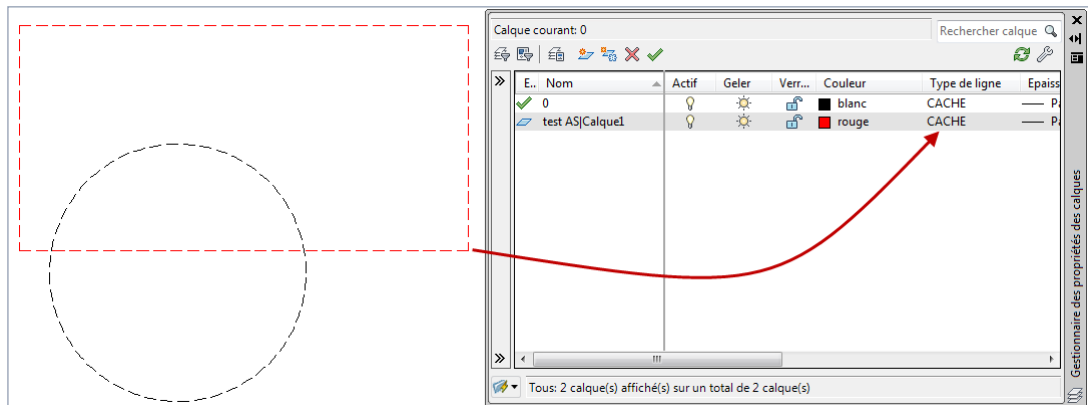 Calque courant: 0
Rechercher calque
E.. Nom Actif Geler Verr... Couleur Type de ligne Epaiss
0 blanc CACHE
test AS|Calque1 rouge CACHE
Tous: 2 calque(s) affiché(s) sur un total de 2 calque(s)
Gestionnaire des propriétés des calques